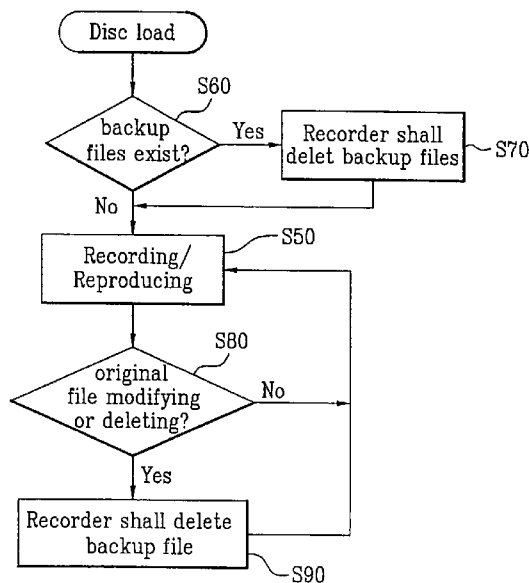 Disc load
S60
backup
files exist?
Yes
Recorder shall
delet backup files
S70
No
S50
Recording/
Reproducing
S80
original
file modifying
or deleting?
No
Yes
Recorder shall delete
backup file
S90